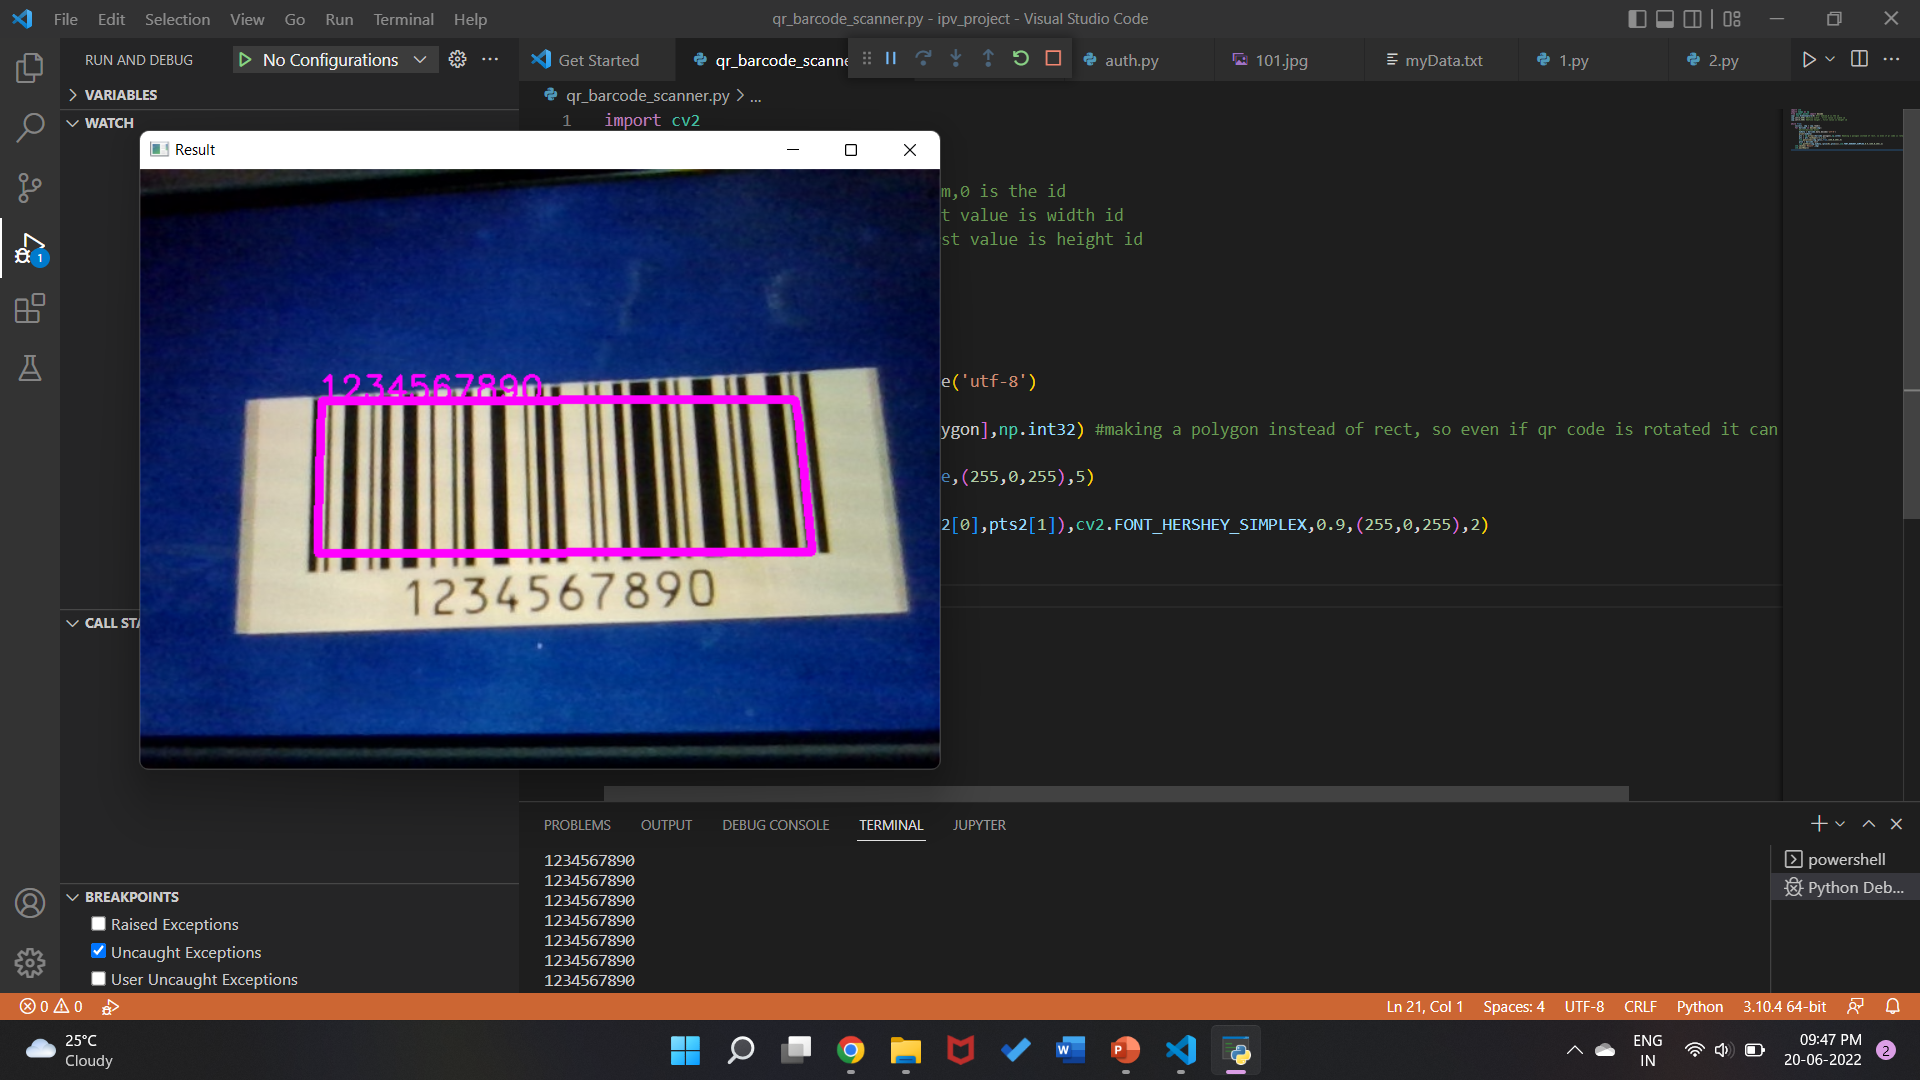 File Edit Selection View Go Run Terminal Help
qr_barcode_scanner.py - ipv_project - Visual Studio Code
RUN AND DEBUG No Configurations
Get Started qr_barcode_scanne auth.py 101.jpg myData.txt 1.py 2.py
VARIABLES
WATCH
qr_barcode_scanner.py > ...
1 import cv2
Result
m,0 is the id
t value is width id
st value is height id
e('utf-8')
ygon],np.int32) #making a polygon instead of rect, so even if qr code is rotated it can
e,(255,0,255),5)
2[0],pts2[1]),cv2.FONT_HERSHEY_SIMPLEX,0.9,(255,0,255),2)
1234567890
1234567890
CALL STA
PROBLEMS OUTPUT DEBUG CONSOLE TERMINAL JUPYTER
1234567890
1234567890
1234567890
1234567890
1234567890
1234567890
1234567890
powershell
Python Deb...
BREAKPOINTS
Raised Exceptions
Uncaught Exceptions
User Uncaught Exceptions
1
0 0
Ln 21, Col 1 Spaces: 4 UTF-8 CRLF Python 3.10.4 64-bit
25°C
Cloudy
ENG
IN
09:47 PM
20-06-2022
2